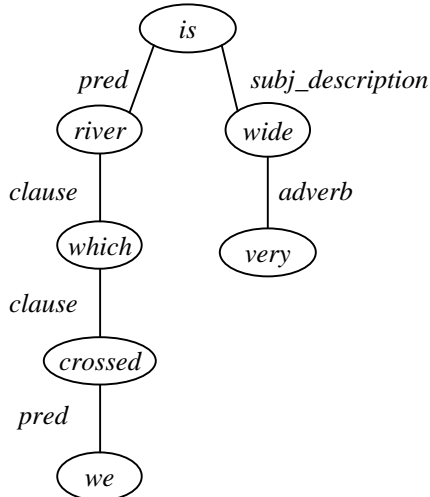 is
pred subj_description
river wide
clause adverb
which very
clause
crossed
pred
we